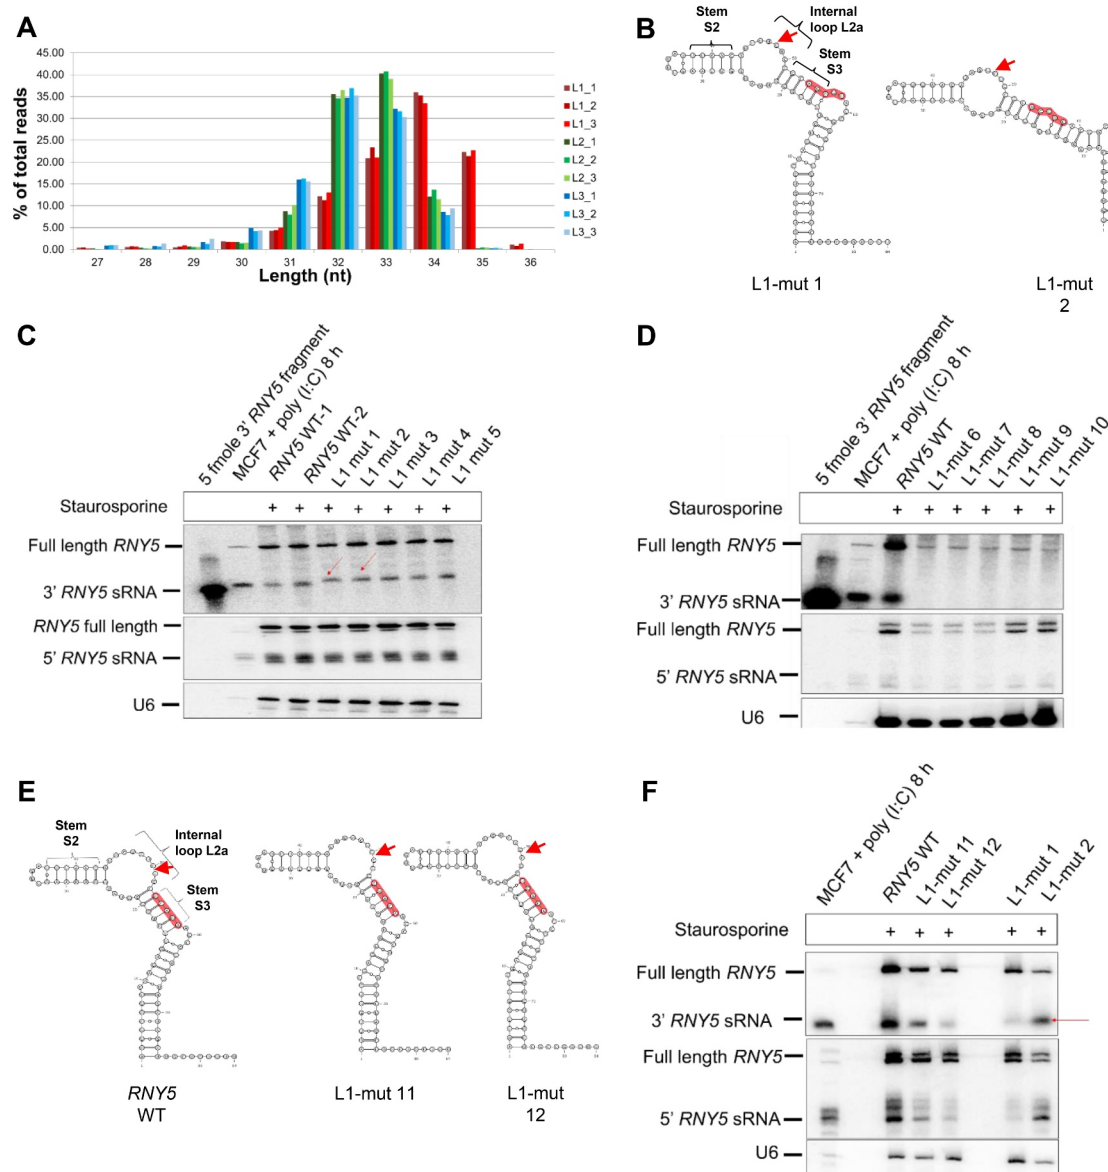 A
45.00
40.00
35.00
30.00
25.00
20.00
15.00
10.00
5.00
0.00
% of total reads
27 28 29 30 31 32 33 34 35 36
Length (nt)
L1_1
L1_2
L1_3
L2_1
L2_2
L2_3
L3_1
L3_2
L3_3
B
Stem
S2
Internal
loop L2a
Stem
S3
L1-mut 1
L1-mut
2
C
5 fmole 3' RNY5 fragment
MCF7 + poly (I:C) 8 h
RNY5 WT-1
RNY5 WT-2
L1 mut 1
L1 mut 2
L1 mut 3
L1 mut 4
L1 mut 5
Staurosporine + + + + + + +
Full length RNY5
3' RNY5 sRNA
RNY5 full length
5' RNY5 sRNA
U6
D
5 fmole 3' RNY5 fragment
MCF7 + poly (I:C) 8 h
RNY5 WT
L1-mut 6
L1-mut 7
L1-mut 8
L1-mut 9
L1-mut 10
Staurosporine + + + + + +
Full length RNY5
3' RNY5 sRNA
Full length RNY5
5' RNY5 sRNA
U6
E
Stem
S2
Internal
loop L2a
Stem
S3
RNY5
WT
L1-mut 11
L1-mut
12
F
MCF7 + poly (I:C) 8 h
RNY5 WT
L1-mut 11
L1-mut 12
L1-mut 1
L1-mut 2
Staurosporine + + + + +
Full length RNY5
3' RNY5 sRNA
Full length RNY5
5' RNY5 sRNA
U6